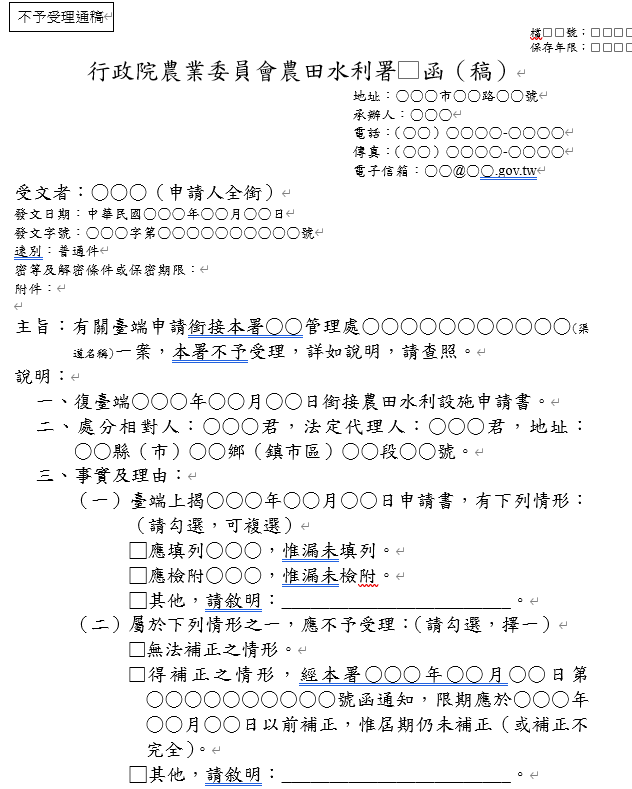 不予受理通稿
檔□□號：□□□□
保存年限：□□□□
行政院農業委員會農田水利署□函（稿）
地址：○○○市○○路○○號
承辦人：○○○
電話：(○○) ○○○○-○○○○
傳真：(○○) ○○○○-○○○○
電子信箱：○○@○○.gov.tw
受文者：○○○（申請人全銜）
發文日期：中華民國○○○年○○月○○日
發文字號：○○○字第○○○○○○○○○○號
速別：普通件
密等及解密條件或保密期限：
附件：
主旨：有關臺端申請銜接本署○○管理處○○○○○○○○○○○(渠
道名稱)一案，本署不予受理，詳如說明，請查照。
說明：
一、復臺端○○○年○○月○○日銜接農田水利設施申請書。
二、處分相對人：○○○君，法定代理人：○○○君，地址：
○○縣（市）○○鄉（鎮市區）○○段○○號。
三、事實及理由：
（一）臺端上揭○○○年○○月○○日申請書，有下列情形：
（請勾選，可複選）
□應填列○○○，惟漏未填列。
□應檢附○○○，惟漏未檢附。
□其他，請敘明：________________________。
（二）屬於下列情形之一，應不予受理：（請勾選，擇一）
□無法補正之情形。
□得補正之情形，經本署○○○年○○月○○日第
○○○○○○○○○○號函通知，限期應於○○○年
○○月○○日以前補正，惟屆期仍未補正（或補正不
完全）。
□其他，請敘明：________________________。